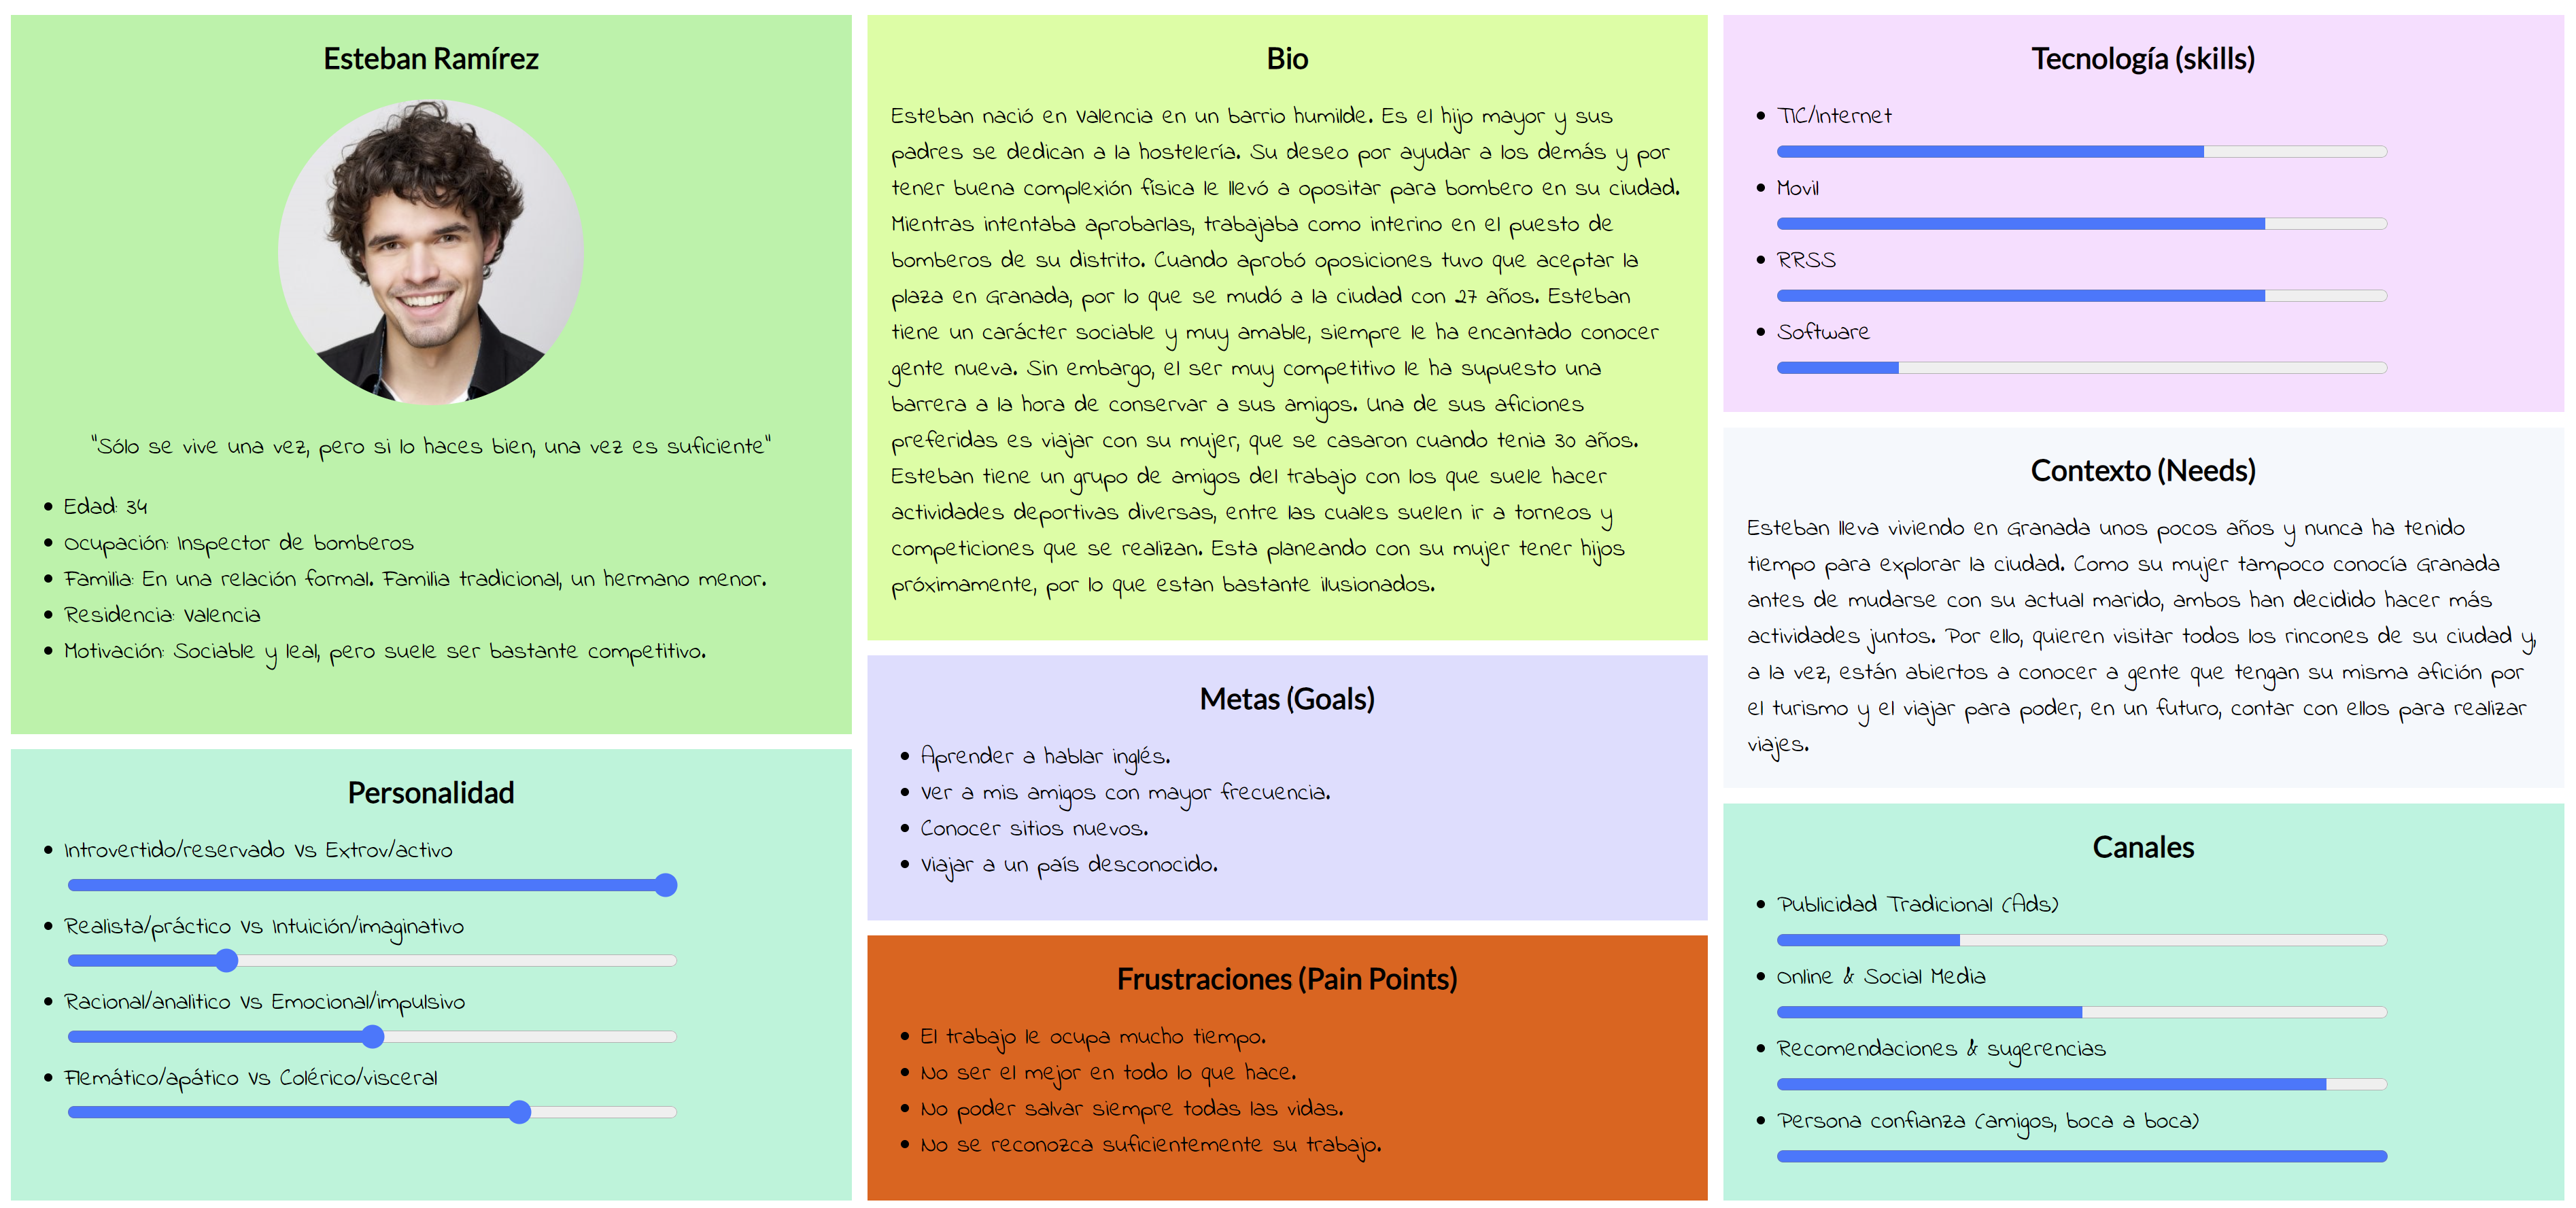 Esteban Ramírez
"Sólo se vive una vez, pero si lo haces bien, una vez es suficiente"
Edad: 34
Ocupación: Inspector de bomberos
Familia: En una relación formal. Familia tradicional, un hermano menor.
Residencia: Valencia
Motivación: Sociable y leal, pero suele ser bastante competitivo.
Personalidad
Introvertido/reservado Vs Extrov/activo
Realista/práctico Vs Intuición/imaginativo
Racional/analitico Vs Emocional/impulsivo
Flemático/apático Vs Colérico/visceral
Bio
Esteban nació en Valencia en un barrio humilde. Es el hijo mayor y sus
padres se dedican a la hostelería. Su deseo por ayudar a los demás y por
tener buena complexión física le llevó a opositar para bombero en su ciudad.
Mientras intentaba aprobarlas, trabajaba como interino en el puesto de
bomberos de su distrito. Cuando aprobó oposiciones tuvo que aceptar la
plaza en Granada, por lo que se mudó a la ciudad con 27 años. Esteban
tiene un carácter sociable y muy amable, siempre le ha encantado conocer
gente nueva. Sin embargo, el ser muy competitivo le ha supuesto una
barrera a la hora de conservar a sus amigos. Una de sus aficiones
preferidas es viajar con su mujer, que se casaron cuando tenia 30 años.
Esteban tiene un grupo de amigos del trabajo con los que suele hacer
actividades deportivas diversas, entre las cuales suelen ir a torneos y
competiciones que se realizan. Esta planeando con su mujer tener hijos
próximamente, por lo que estan bastante ilusionados.
Metas (Goals)
Aprender a hablar inglés.
Ver a mis amigos con mayor frecuencia.
Conocer sitios nuevos.
Viajar a un país desconocido.
Frustraciones (Pain Points)
El trabajo le ocupa mucho tiempo.
No ser el mejor en todo lo que hace.
No poder salvar siempre todas las vidas.
No se reconozca suficientemente su trabajo.
Tecnología (skills)
TIC/Internet
Movil
RRSS
Software
Contexto (Needs)
Esteban lleva viviendo en Granada unos pocos años y nunca ha tenido
tiempo para explorar la ciudad. Como su mujer tampoco conocía Granada
antes de mudarse con su actual marido, ambos han decidido hacer más
actividades juntos. Por ello, quieren visitar todos los rincones de su ciudad y,
a la vez, están abiertos a conocer a gente que tengan su misma afición por
el turismo y el viajar para poder, en un futuro, contar con ellos para realizar
viajes.
Canales
Publicidad Tradicional (Ads)
Online & Social Media
Recomendaciones & sugerencias
Persona confianza (amigos, boca a boca)